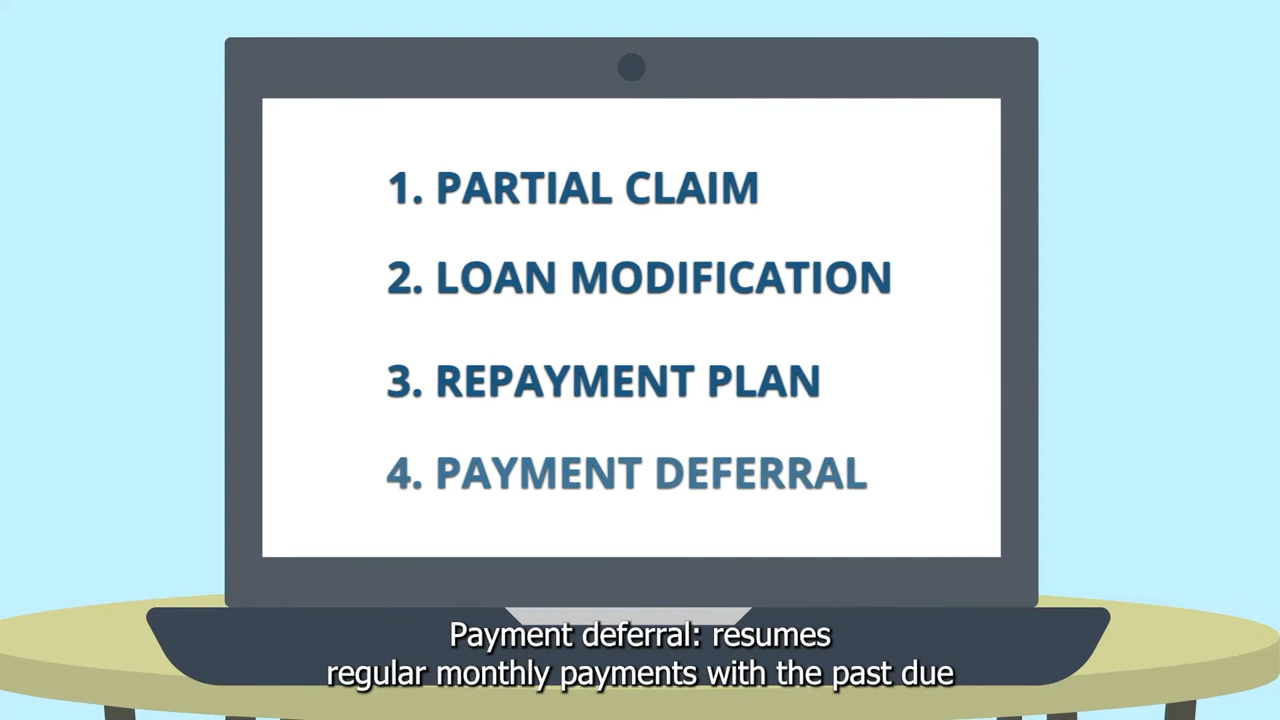 1. PARTIAL CLAIM
2. LOAN MODIFICATION
3. REPAYMENT PLAN
4. PAYMENT DEFERRAL
Payment deferral: resumes
regular monthly payments with the past due